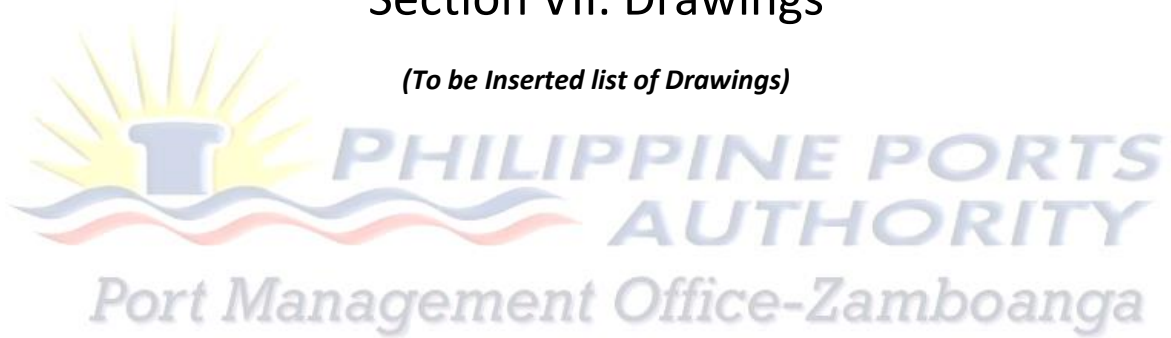 Section VII. Drawings
(To be Inserted list of Drawings)
PHILIPPINE PORTS
AUTHORITY
Port Management Office-Zamboanga